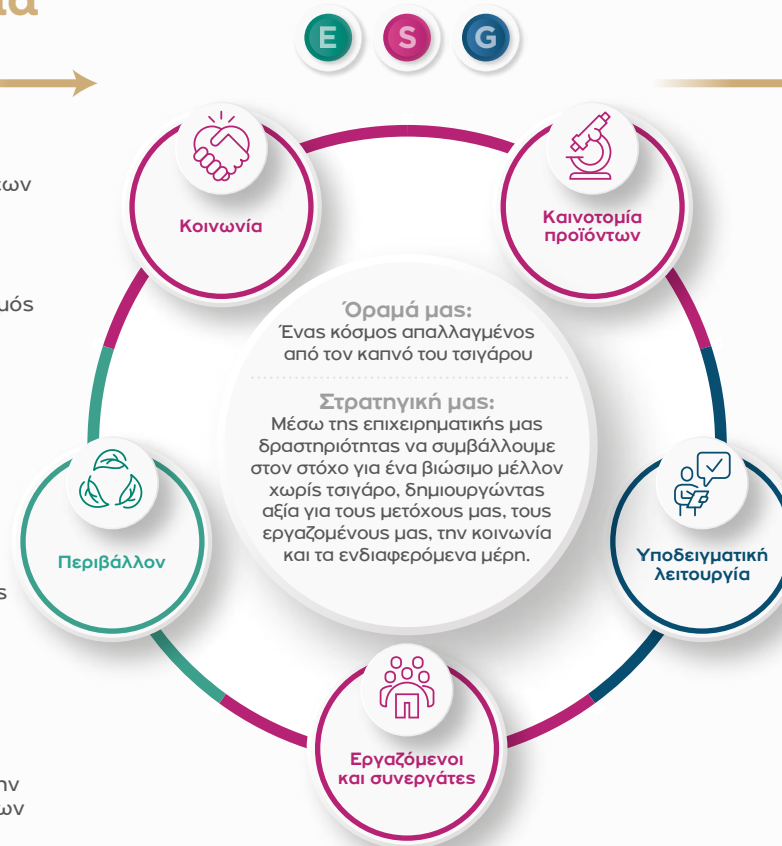 E S G
Κοινωνία
Καινοτομία
προϊόντων
Όραμά μας:
Ένας κόσμος απαλλαγμένος
από τον καπνό του τσιγάρου
Στρατηγική μας:
Μέσω της επιχειρηματικής μας
δραστηριότητας να συμβάλλουμε
στον στόχο για ένα βιώσιμο μέλλον
χωρίς τσιγάρο, δημιουργώντας
αξία για τους μετόχους μας, τους
εργαζομένους μας, την κοινωνία
και τα ενδιαφερόμενα μέρη.
Περιβάλλον
Υποδειγματική
λειτουργία
Εργαζόμενοι
και συνεργάτες